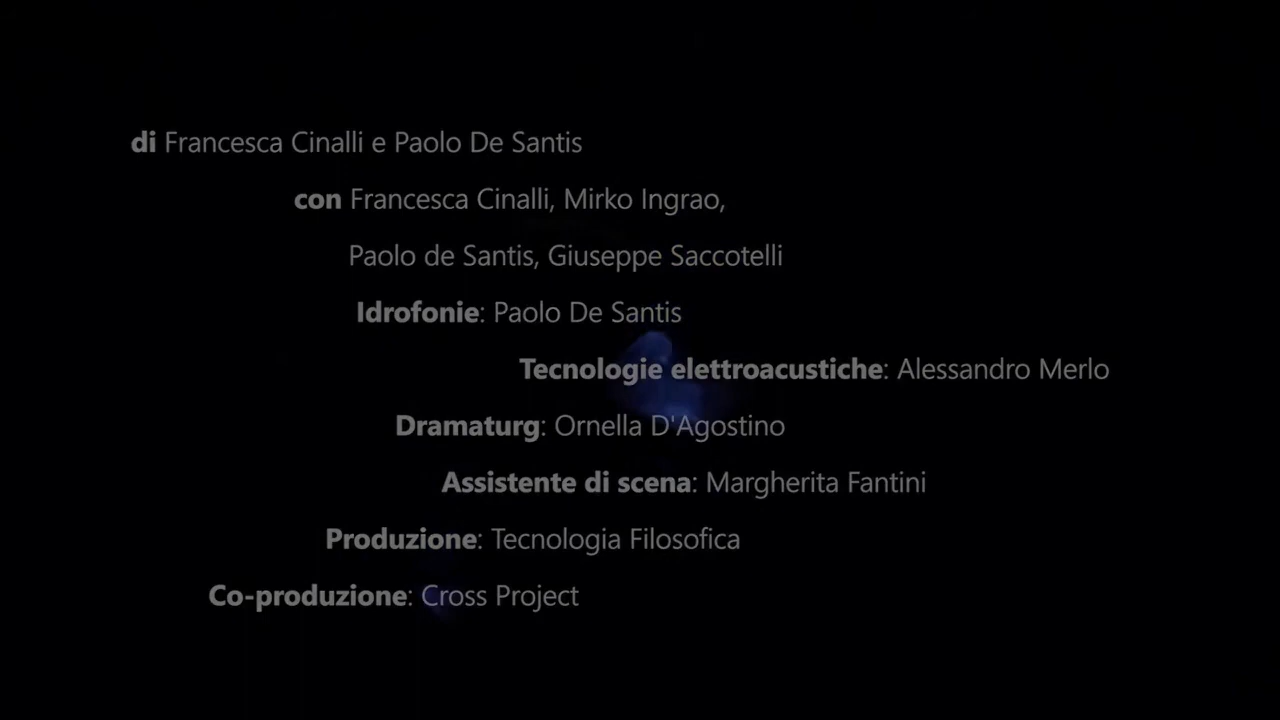 di Francesca Cinalli e Paolo De Santis
con Francesca Cinalli, Mirko Ingrao,
Paolo de Santis, Giuseppe Saccotelli
Idrofonie: Paolo De Santis
Tecnologie elettroacustiche: Alessandro Merlo
Dramaturg: Ornella D'Agostino
Assistente di scena: Margherita Fantini
Produzione: Tecnologia Filosofica
Co-produzione: Cross Project